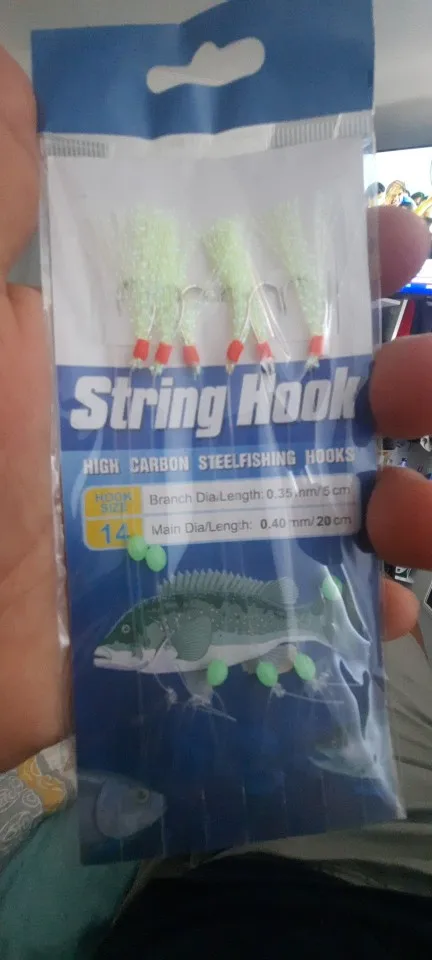 String Hook
HIGH CARBON STEELFISHING HOOKS
HOOK
SIZE
14
Branch Dia/Length: 0.35 mm/5 cm
Main Dia/Length: 0.40 mm/20 cm